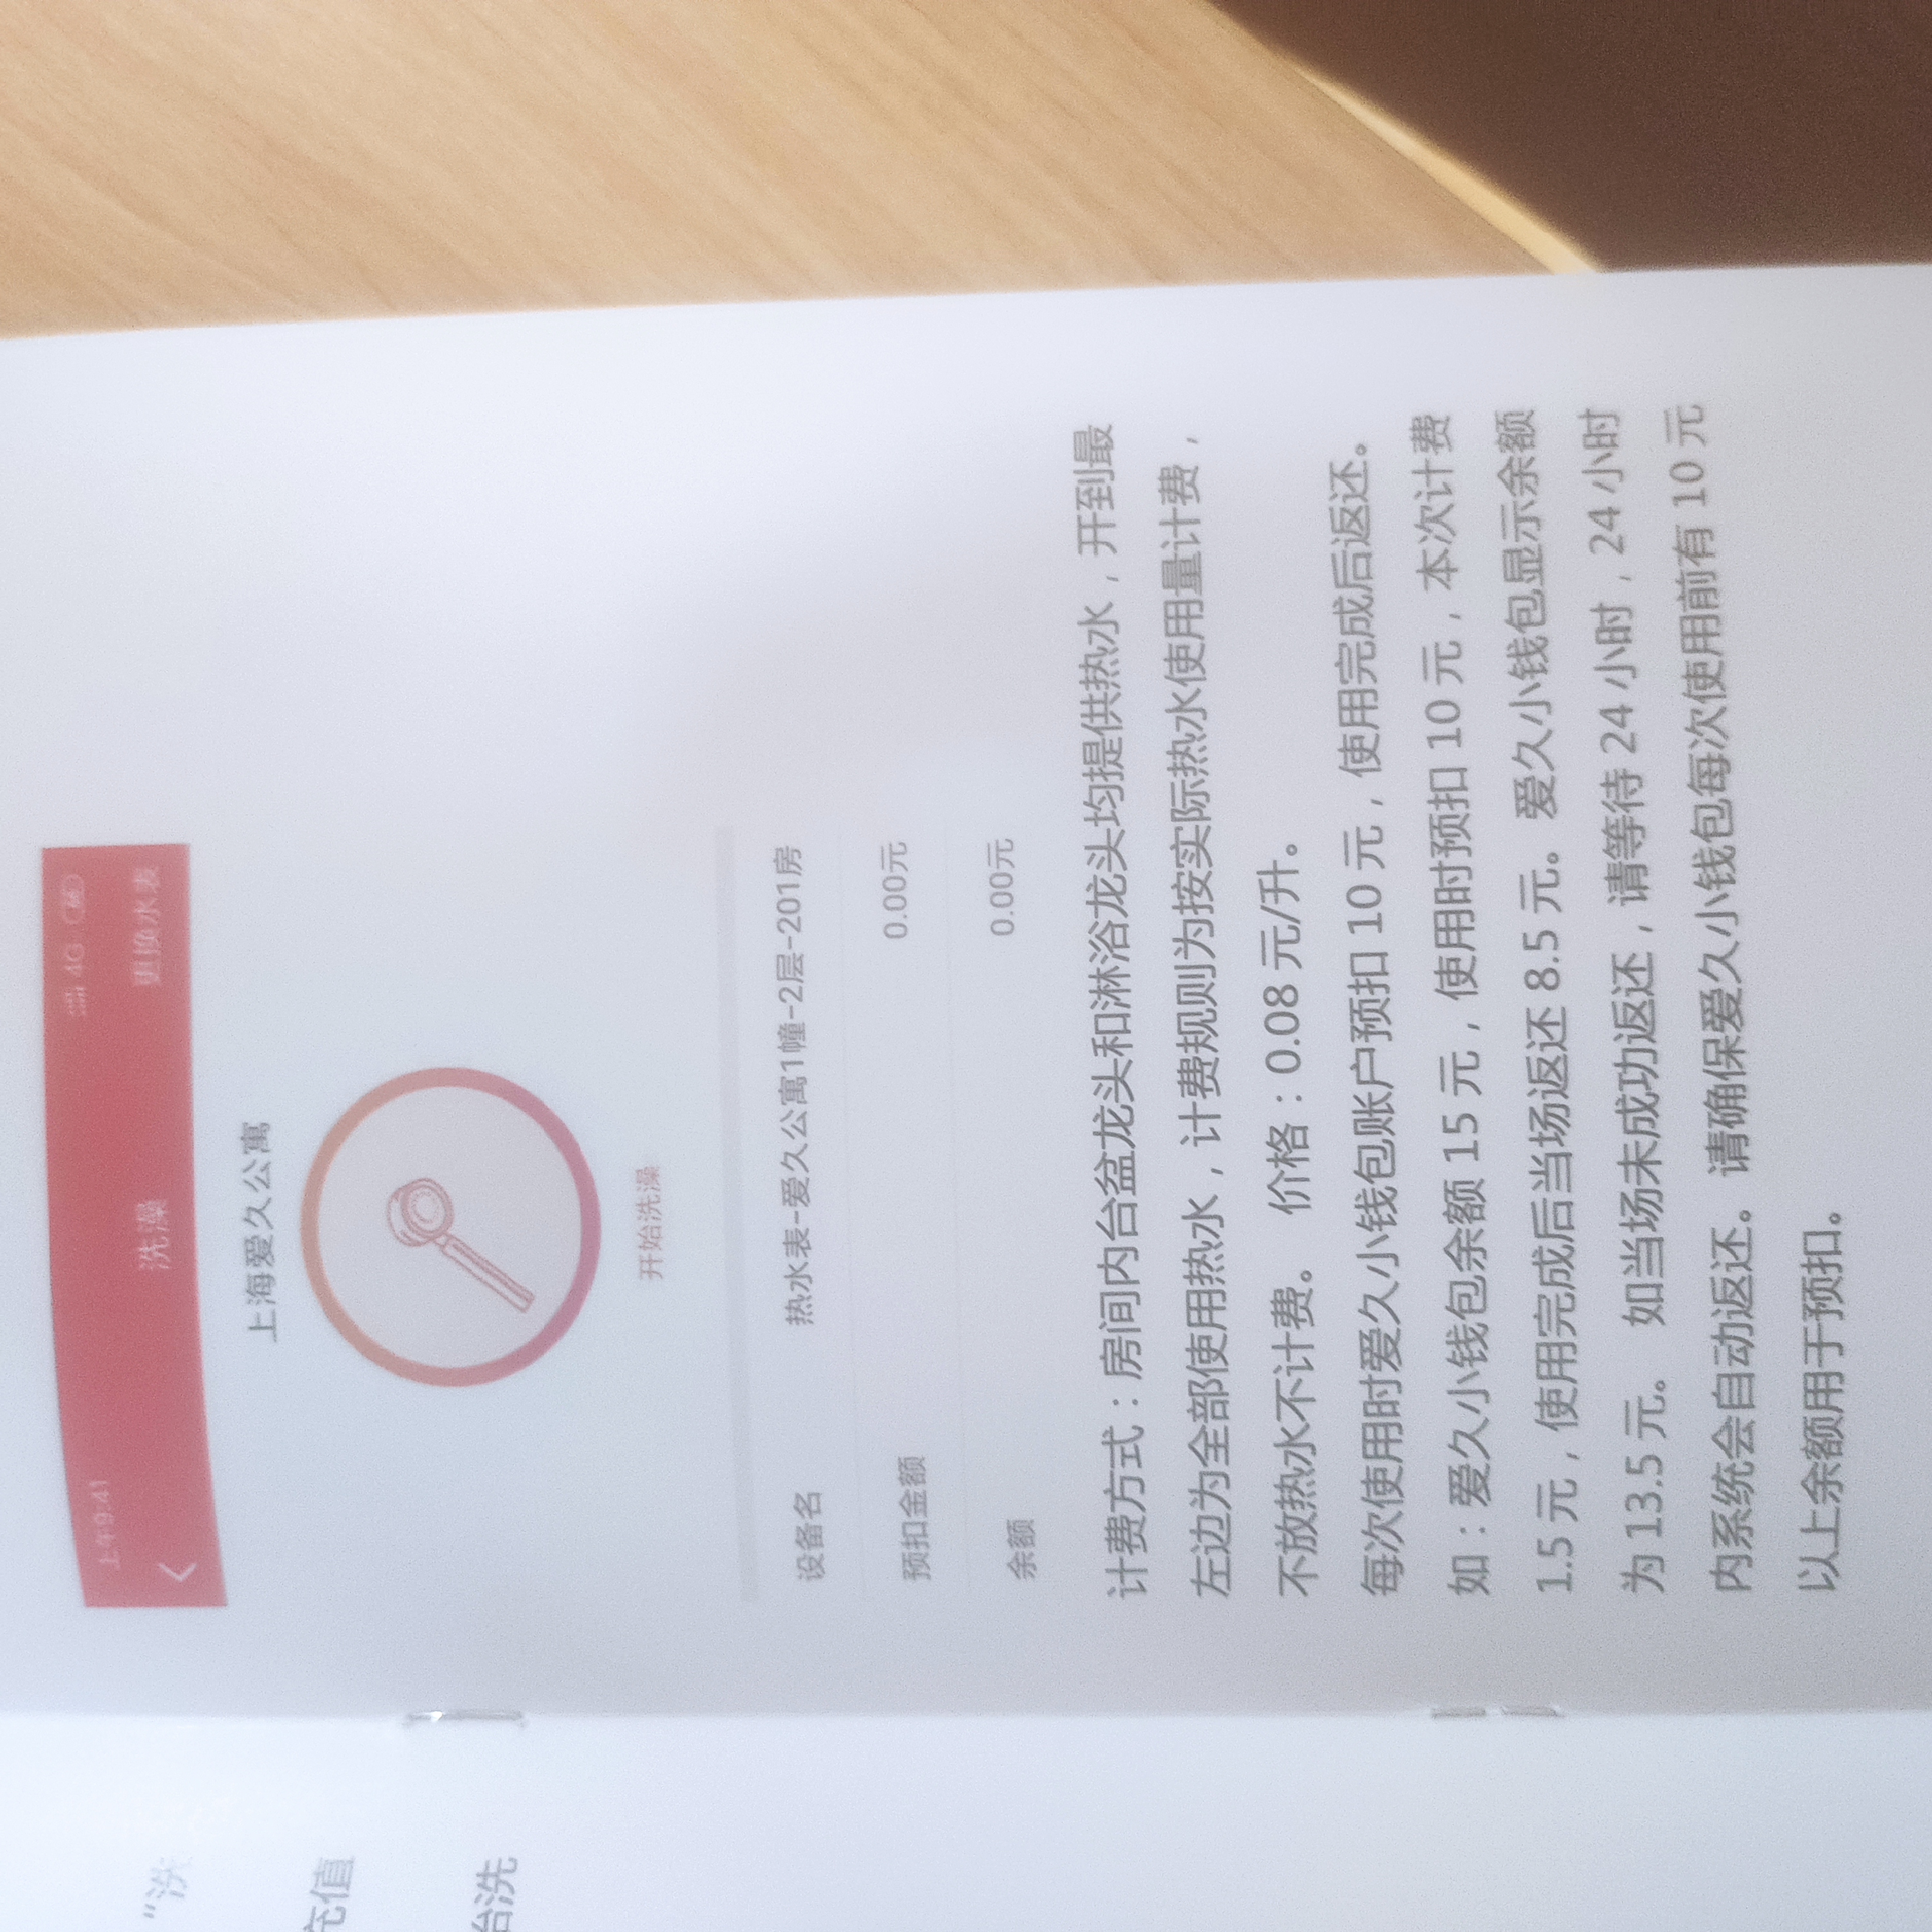 "洗
充值
始洗
上午9:41
4G
洗澡
更换水表
上海爱久公寓
开始洗澡
设备名 热水表-爱久公寓1幢-2层-201房
预扣金额 0.00元
余额 0.00元
计费方式：房间内台盆龙头和淋浴龙头均提供热水，开到最
左边为全部使用热水，计费规则为按实际热水使用量计费，
不放热水不计费。 价格：0.08 元/升。
每次使用时爱久小钱包账户预扣 10 元，使用完成后返还。
如：爱久小钱包余额 15 元，使用时预扣 10 元，本次计费
1.5 元，使用完成后当场返还 8.5 元。爱久小钱包显示余额
为 13.5 元。 如当场未成功返还，请等待 24 小时，24 小时
内系统会自动返还。请确保爱久小钱包每次使用前有 10 元
以上余额用于预扣。